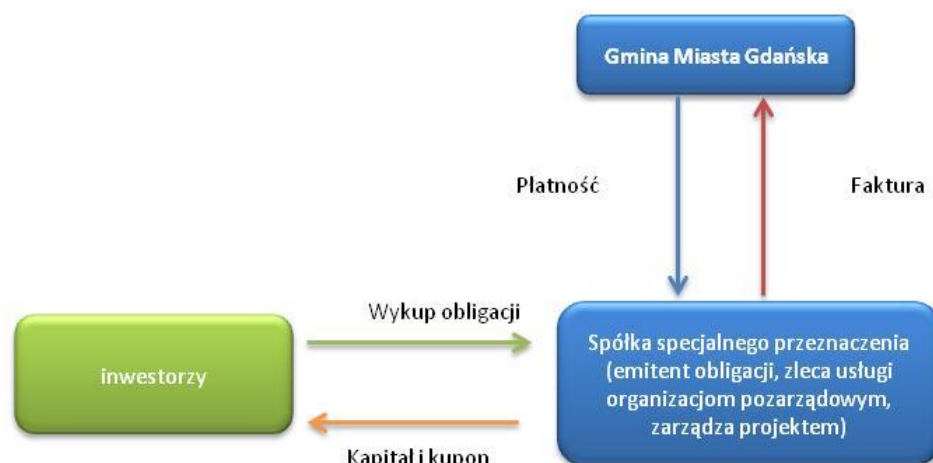 Gmina Miasta Gdańska
Płatność
Faktura
Wykup obligacji
inwestorzy
Spółka specjalnego przeznaczenia
(emitent obligacji, zleca usługi
organizacjom pozarządowym,
zarządza projektem)
Kapitał i kupon